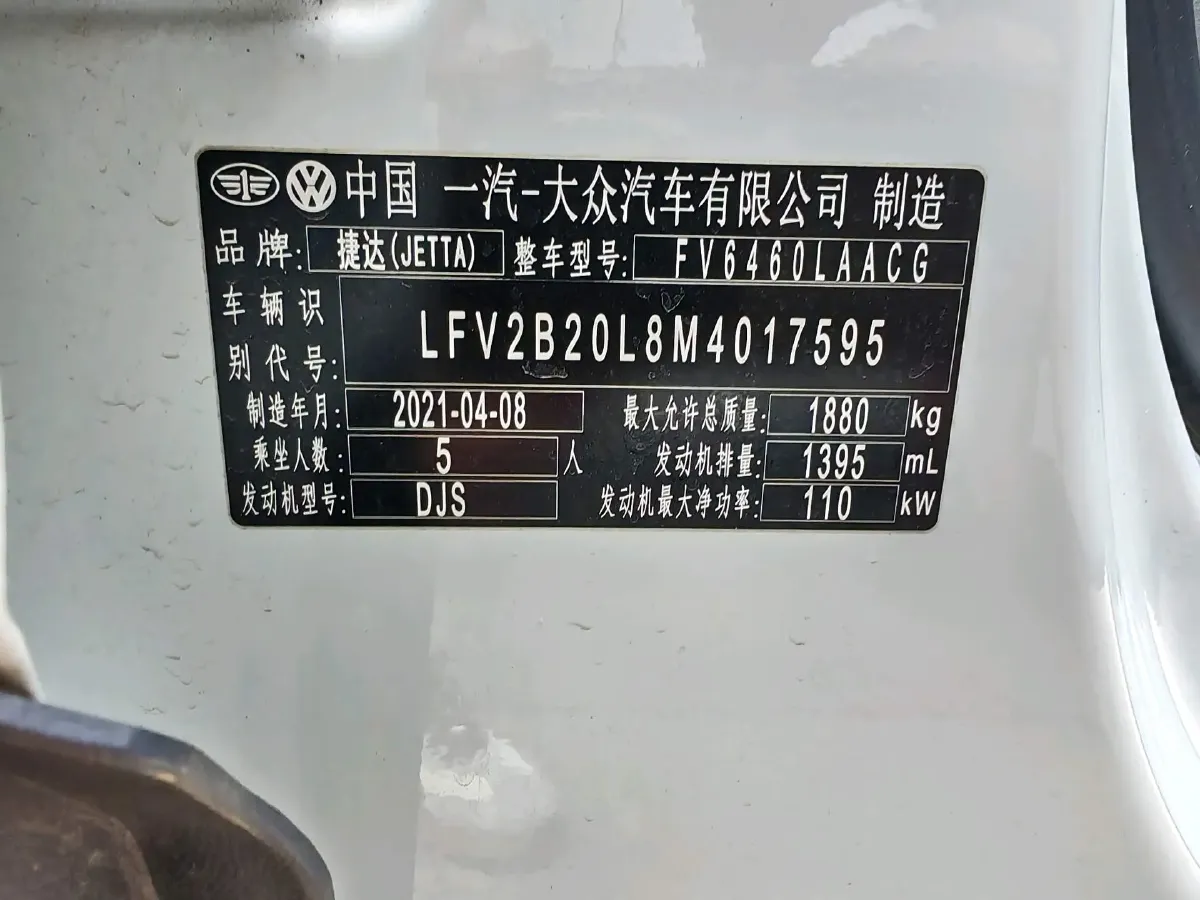 中国 一汽-大众汽车有限公司 制造
品牌: 捷达(JETTA) 整车型号: FV6460LAACG
车辆识别代号: LFV2B20L8M4017595
制造年月: 2021-04-08 最大允许总质量: 1880 kg
乘坐人数: 5 人 发动机排量: 1395 mL
发动机型号: DJS 发动机最大净功率: 110 kW